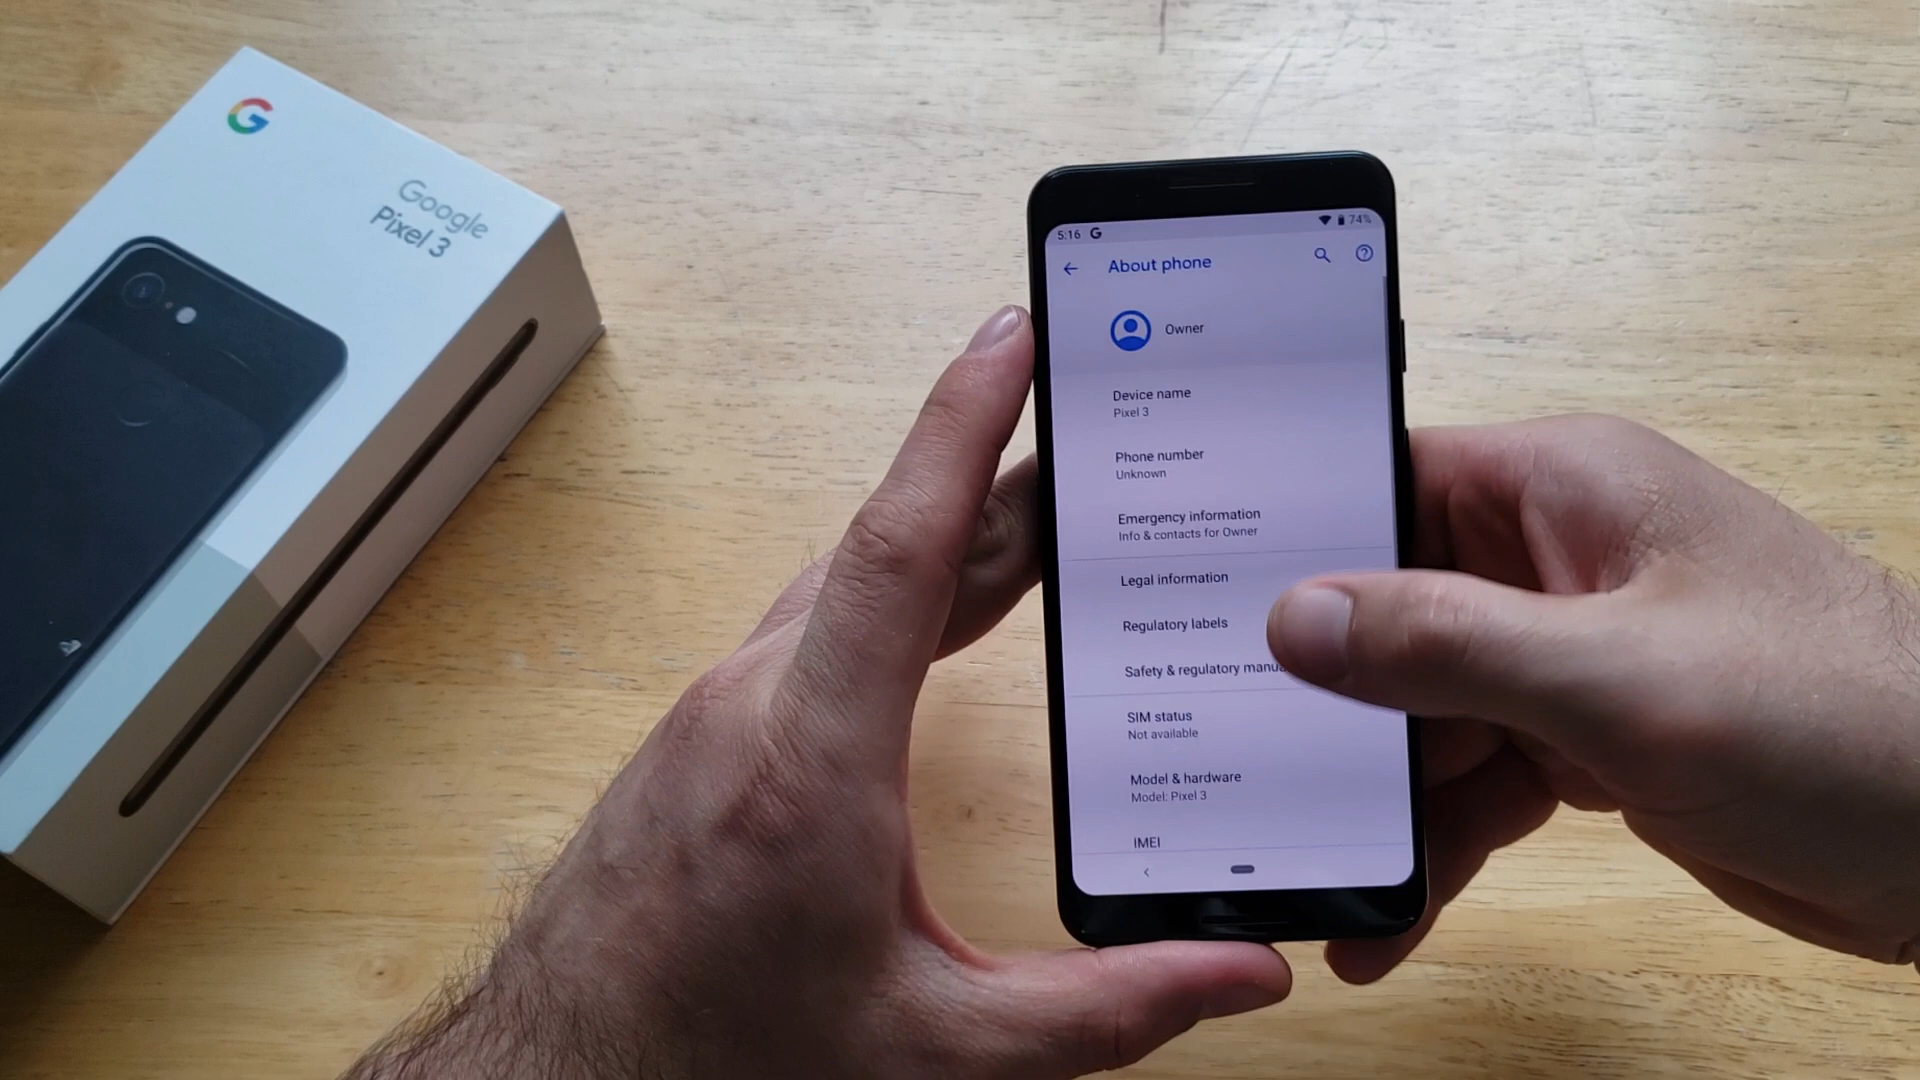 G
Google
Pixel 3
5:16 G 74%
About phone
Owner
Device name
Pixel 3
Phone number
Unknown
Emergency information
Info & contacts for Owner
Legal information
Regulatory labels
Safety & regulatory
SIM status
Not available
Model & hardware
Model: Pixel 3
IMEI